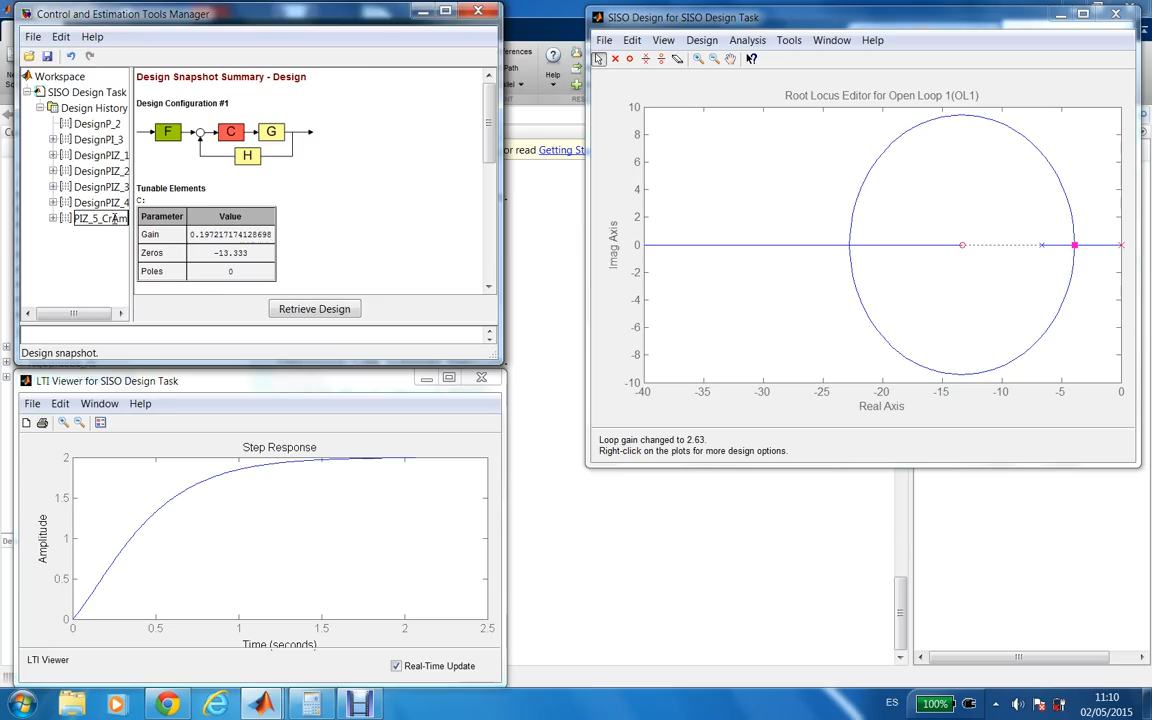 Control and Estimation Tools Manager
File Edit Help
Workspace
SISO Design Task
Design History
DesignP_2
DesignPI_3
DesignPIZ_1
DesignPIZ_2
DesignPIZ_3
DesignPIZ_4
PIZ_5_CrAm
Design Snapshot Summary - Design
Design Configuration #1
F
C
G
H
Tunable Elements
C:
Parameter Value
Gain 0.197217174128698
Zeros -13.333
Poles 0
Retrieve Design
Design snapshot.
ferences
Path
Help
or read Getting St
SISO Design for SISO Design Task
File Edit View Design Analysis Tools Window Help
Root Locus Editor for Open Loop 1(OL1)
10
8
6
4
2
0
-2
-4
-6
-8
-10
Imag Axis
-40 -35 -30 -25 -20 -15 -10 -5 0
Real Axis
Loop gain changed to 2.63.
Right-click on the plots for more design options.
LTI Viewer for SISO Design Task
File Edit Window Help
Step Response
2
1.5
1
0.5
0
Amplitude
0 0.5 1 1.5 2 2.5
Time (seconds)
LTI Viewer
Real-Time Update
ES
100%
11:10
02/05/2015